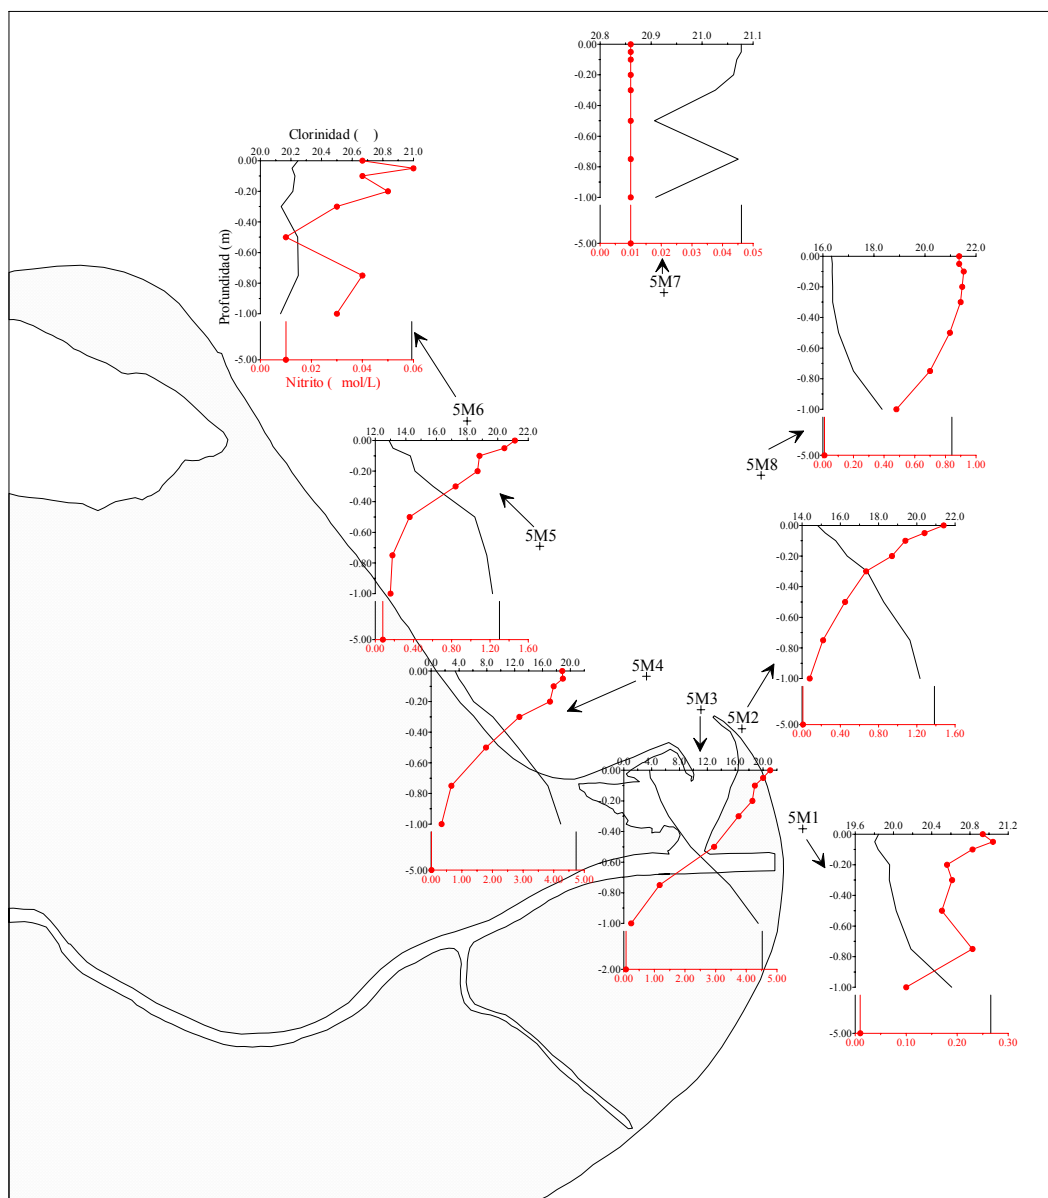 20.8 20.9 21.0 21.1
0.00
-0.20
-0.40
-0.60
-0.80
-1.00
-5.00
0.00 0.01 0.02 0.03 0.04 0.05
5M7
Clorinidad ( )
20.0 20.2 20.4 20.6 20.8 21.0
Profundidad (m)
0.00
-0.20
-0.40
-0.60
-0.80
-1.00
-5.00
0.00 0.02 0.04 0.06
Nitrito ( mol/L)
5M6
16.0 18.0 20.0 22.0
0.00
-0.20
-0.40
-0.60
-0.80
-1.00
-5.00
0.00 0.20 0.40 0.60 0.80 1.00
5M8
12.0 14.0 16.0 18.0 20.0 22.0
0.00
-0.20
-0.40
-0.60
-0.80
-1.00
-5.00
0.00 0.40 0.80 1.20 1.60
5M5
14.0 16.0 18.0 20.0 22.0
0.00
-0.20
-0.40
-0.60
-0.80
-1.00
-5.00
0.00 0.40 0.80 1.20 1.60
5M2
0.0 4.0 8.0 12.0 16.0 20.0
0.00
-0.20
-0.40
-0.60
-0.80
-1.00
-5.00
0.00 1.00 2.00 3.00 4.00 5.00
5M4
5M3
0.0 4.0 8.0 12.0 16.0 20.0
0.00
-0.20
-0.40
-0.60
-0.80
-1.00
-2.00
0.00 1.00 2.00 3.00 4.00 5.00
5M1
19.6 20.0 20.4 20.8 21.2
0.00
-0.20
-0.40
-0.60
-0.80
-1.00
-5.00
0.00 0.10 0.20 0.30